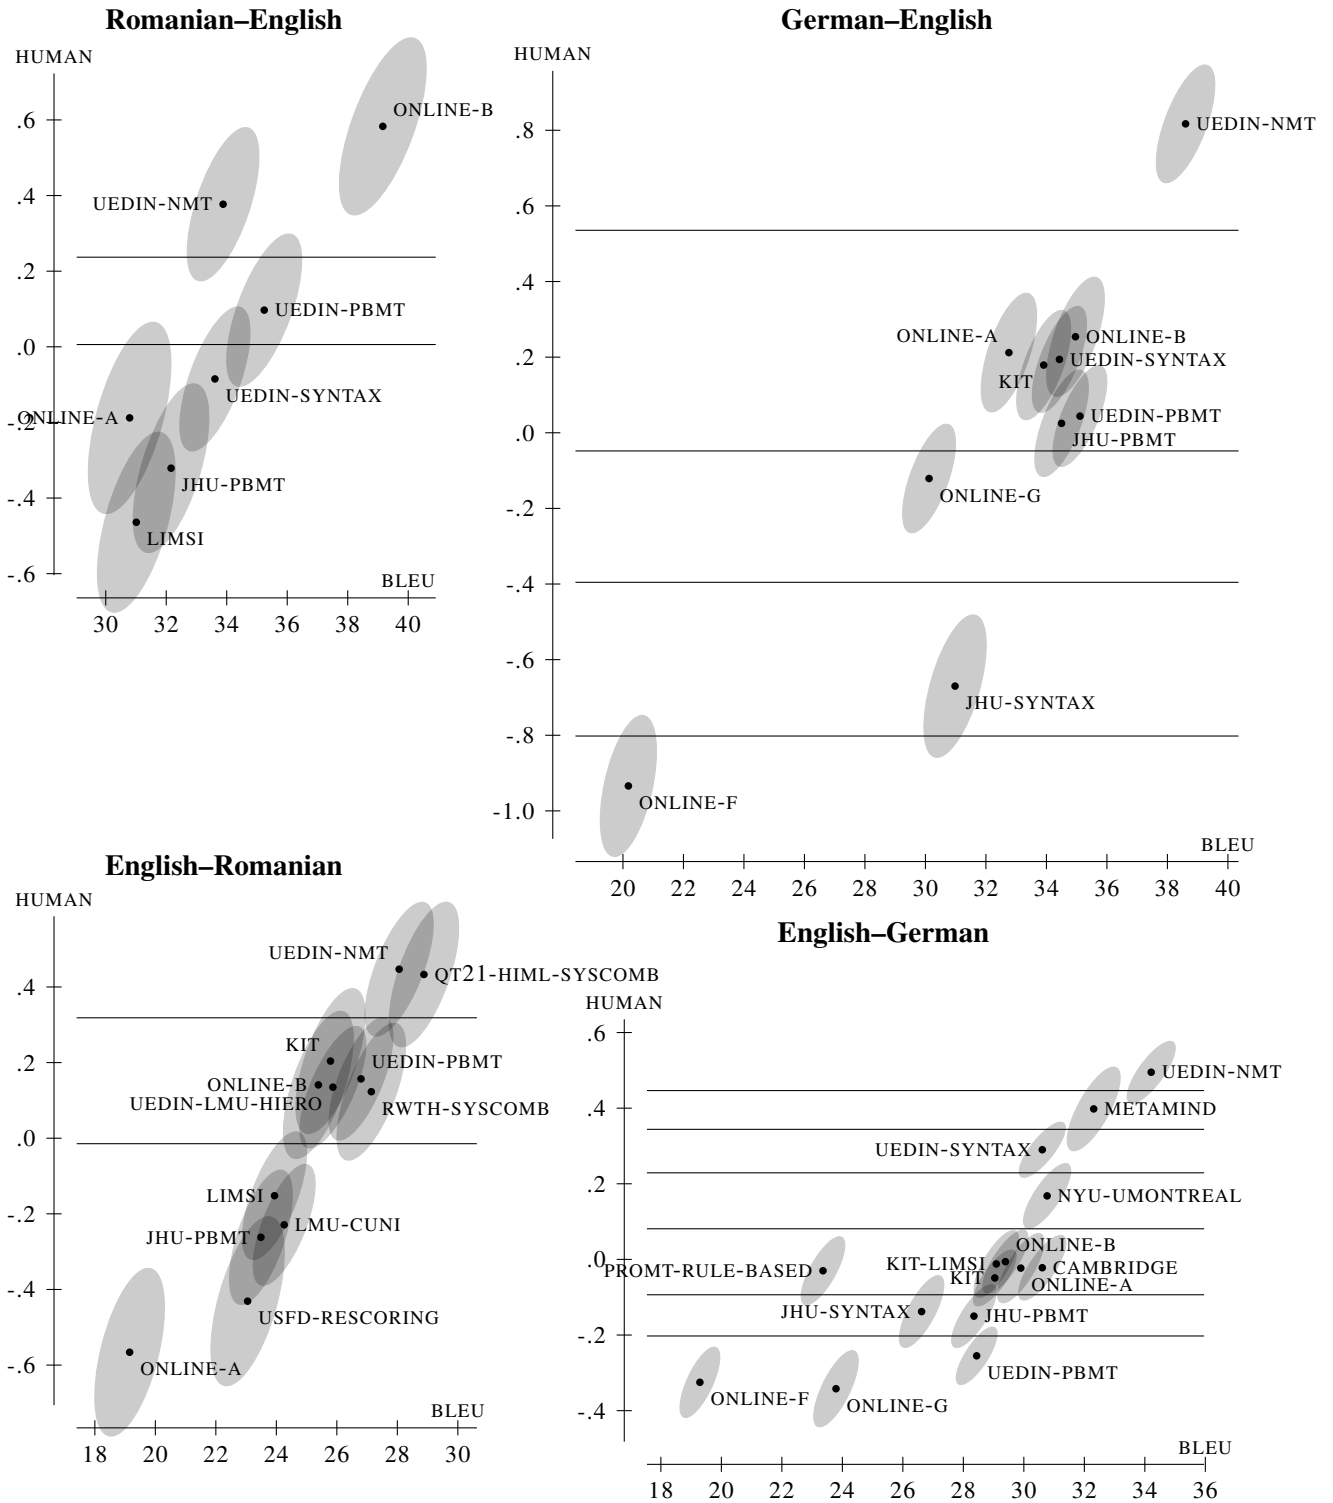 Romanian–English
HUMAN
.6
.4
.2
.0
-.2
-.4
-.6
ONLINE-B
UEDIN-NMT
UEDIN-PBMT
UEDIN-SYNTAX
ONLINE-A
JHU-PBMT
LIMSI
BLEU
30 32 34 36 38 40
German–English
HUMAN
.8
.6
.4
.2
.0
-.2
-.4
-.6
-.8
-1.0
UEDIN-NMT
ONLINE-A
ONLINE-B
UEDIN-SYNTAX
KIT
UEDIN-PBMT
JHU-PBMT
ONLINE-G
JHU-SYNTAX
ONLINE-F
BLEU
20 22 24 26 28 30 32 34 36 38 40
English–Romanian
HUMAN
.4
.2
.0
-.2
-.4
-.6
UEDIN-NMT
QT21-HIML-SYSCOMB
KIT
UEDIN-PBMT
ONLINE-B
UEDIN-LMU-HIERO
RWTH-SYSCOMB
LIMSI
LMU-CUNI
JHU-PBMT
USFD-RESCORING
ONLINE-A
BLEU
18 20 22 24 26 28 30
English–German
HUMAN
.6
.4
.2
.0
-.2
-.4
UEDIN-NMT
METAMIND
UEDIN-SYNTAX
NYU-UMONTREAL
ONLINE-B
KIT-LIMSI
CAMBRIDGE
PROMT-RULE-BASED
KIT
ONLINE-A
JHU-SYNTAX
JHU-PBMT
UEDIN-PBMT
ONLINE-F
ONLINE-G
BLEU
18 20 22 24 26 28 30 32 34 36